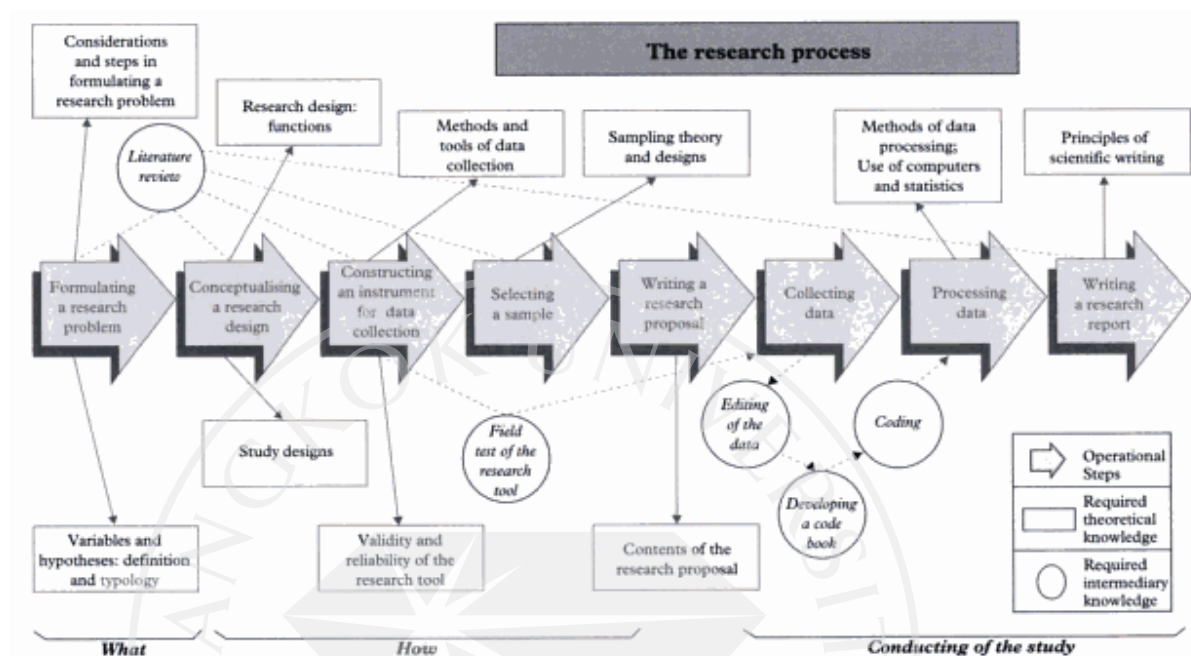 The research process
Considerations
and steps in
formulating a
research problem
Research design:
functions
Methods and
tools of data
collection
Sampling theory
and designs
Methods of data
processing;
Use of computers
and statistics
Principles of
scientific writing
Literature
review
Formulating
a research
problem
Conceptualising
a research
design
Constructing
an instrument
for data
collection
Selecting
a sample
Writing a
research
proposal
Collecting
data
Processing
data
Writing
a research
report
Study designs
Field
test of the
research
tool
Editing
of the
data
Coding
Developing
a code
book
Variables and
hypotheses: definition
and typology
Validity and
reliability of the
research tool
Contents of the
research proposal
Operational
Steps
Required
theoretical
knowledge
Required
intermediary
knowledge
What
How
Conducting of the study